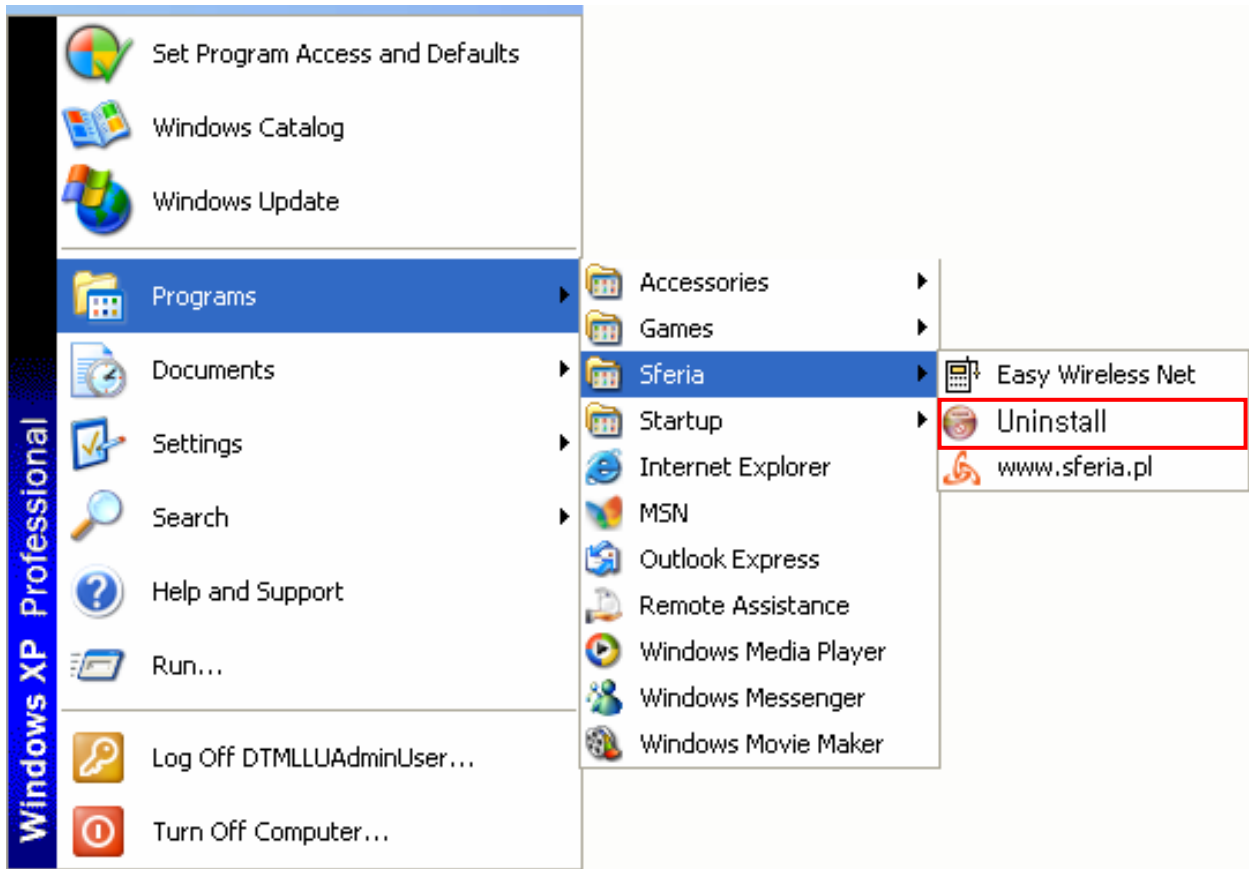 Set Program Access and Defaults
Windows Catalog
Windows Update
Programs
Documents
Settings
Search
Help and Support
Run...
Log Off DTMLLUAdminUser...
Turn Off Computer...
Windows XP Professional
Accessories
Games
Sferia
Startup
Internet Explorer
MSN
Outlook Express
Remote Assistance
Windows Media Player
Windows Messenger
Windows Movie Maker
Easy Wireless Net
Uninstall
www.sferia.pl